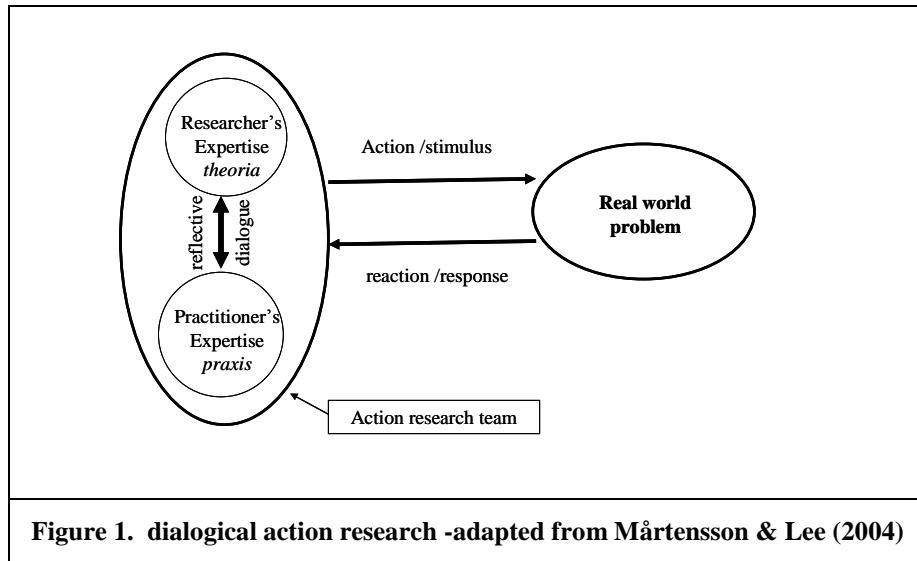 Researcher's
Expertise
theoria
reflective
dialogue
Practitioner's
Expertise
praxis
Action /stimulus
reaction /response
Real world
problem
Action research team
Figure 1. dialogical action research -adapted from Mårtensson & Lee (2004)